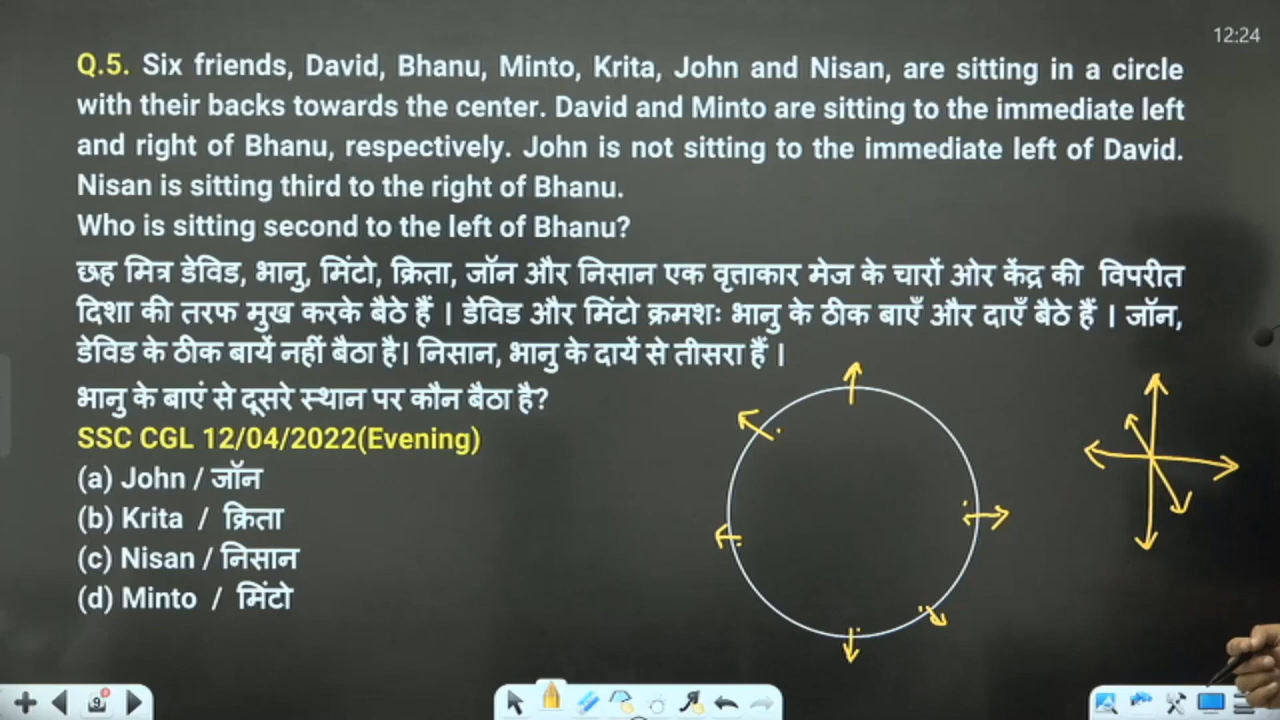 12:24
Q.5. Six friends, David, Bhanu, Minto, Krita, John and Nisan, are sitting in a circle
with their backs towards the center. David and Minto are sitting to the immediate left
and right of Bhanu, respectively. John is not sitting to the immediate left of David.
Nisan is sitting third to the right of Bhanu.
Who is sitting second to the left of Bhanu?
छह मित्र डेविड, भानु, मिंटो, क्रिता, जॉन और निसान एक वृत्ताकार मेज के चारों ओर केंद्र की विपरीत
दिशा की तरफ मुख करके बैठे हैं । डेविड और मिंटो क्रमशः भानु के ठीक बाएँ और दाएँ बैठे हैं । जॉन,
डेविड के ठीक बायें नहीं बैठा है। निसान, भानु के दायें से तीसरा हैं ।
भानु के बाएं से दूसरे स्थान पर कौन बैठा है?
SSC CGL 12/04/2022(Evening)
(a) John / जॉन
(b) Krita / क्रिता
(c) Nisan / निसान
(d) Minto / मिंटो
9